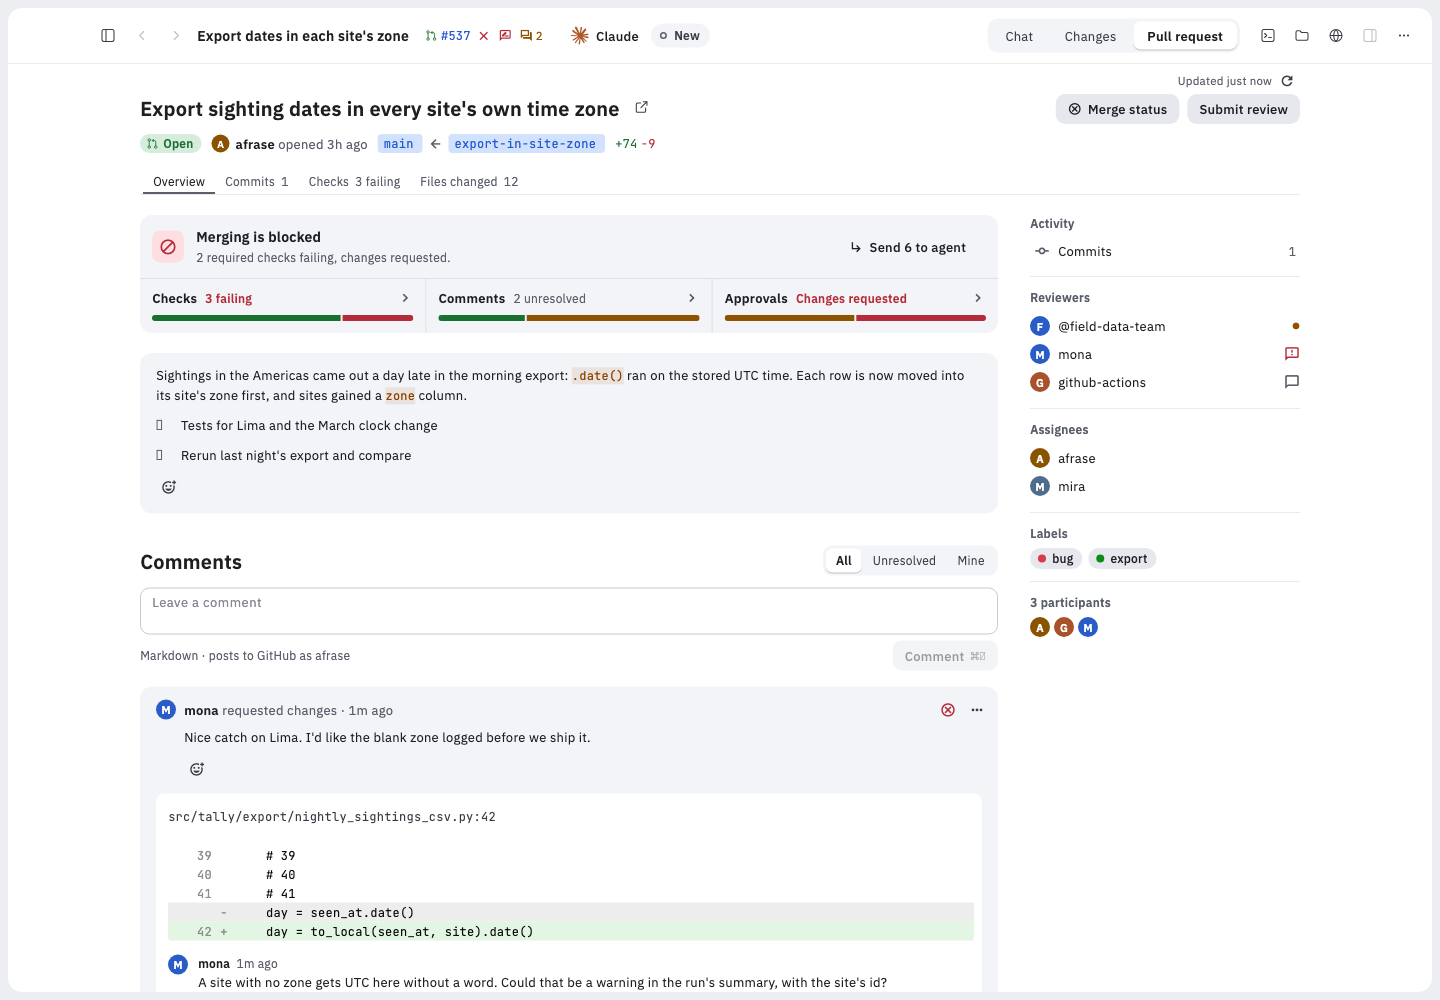 Export dates in each site's zone #537 2 Claude New Chat Changes Pull request
Updated just now
Export sighting dates in every site's own time zone Merge status Submit review
Open A afrase opened 3h ago main ← export-in-site-zone +74 -9
Overview Commits 1 Checks 3 failing Files changed 12
Merging is blocked
2 required checks failing, changes requested.
Send 6 to agent
Checks 3 failing Comments 2 unresolved Approvals Changes requested
Sightings in the Americas came out a day late in the morning export: .date() ran on the stored UTC time. Each row is now moved into
its site's zone first, and sites gained a zone column.
Tests for Lima and the March clock change
Rerun last night's export and compare
Comments All Unresolved Mine
Leave a comment
Markdown · posts to GitHub as afrase Comment ⌘
M mona requested changes · 1m ago
Nice catch on Lima. I'd like the blank zone logged before we ship it.
src/tally/export/nightly_sightings_csv.py:42
39 # 39
40 # 40
41 # 41
- day = seen_at.date()
42 + day = to_local(seen_at, site).date()
M mona 1m ago
A site with no zone gets UTC here without a word. Could that be a warning in the run's summary, with the site's id?
Activity
Commits 1
Reviewers
F @field-data-team
M mona
G github-actions
Assignees
A afrase
M mira
Labels
bug export
3 participants
A G M